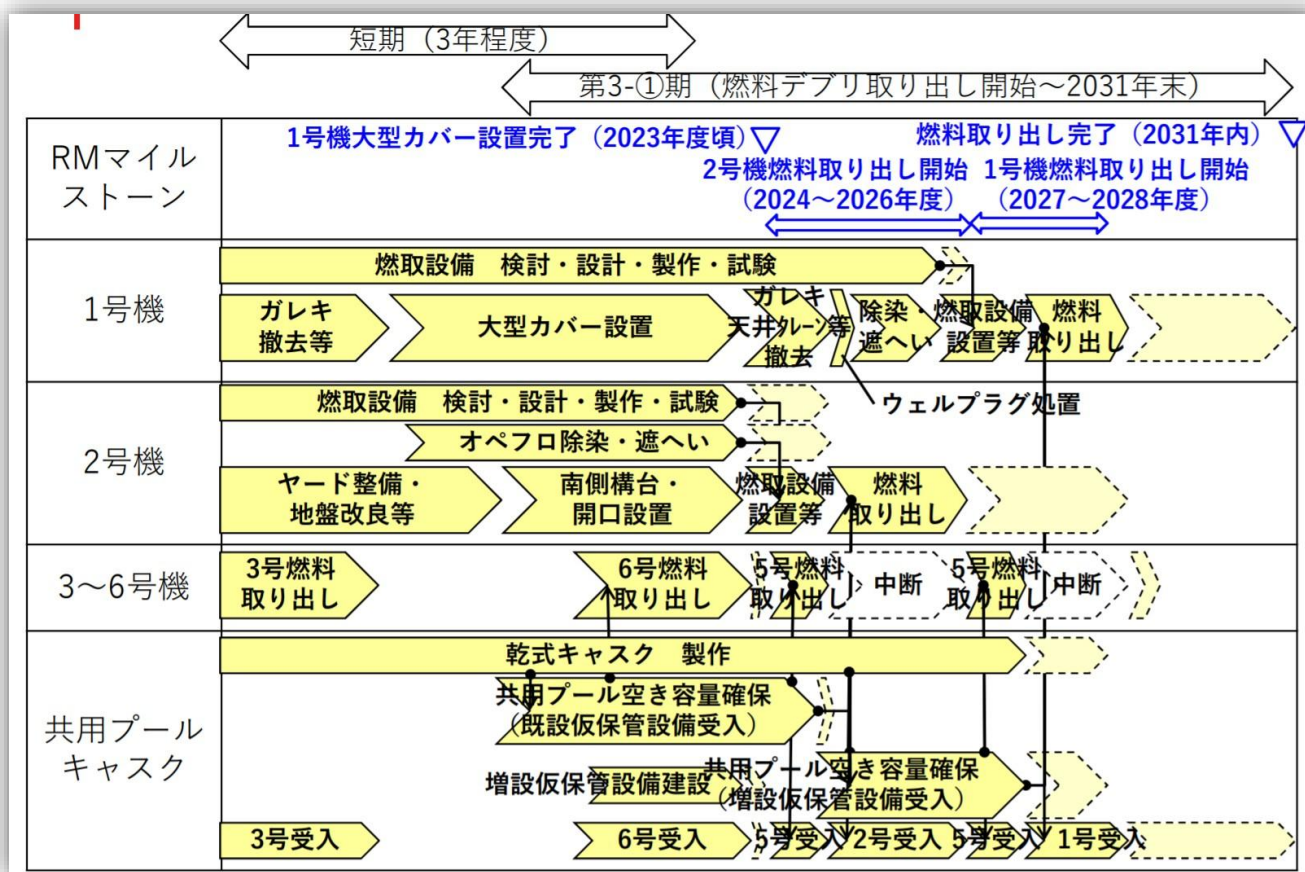 短期（3年程度）
第3-①期（燃料デブリ取り出し開始～2031年末）
RMマイル
ストーン
1号機大型カバー設置完了（2023年度頃）
燃料取り出し完了（2031年内）
2号機燃料取り出し開始
（2024～2026年度）
1号機燃料取り出し開始
（2027～2028年度）
1号機
燃取設備　検討・設計・製作・試験
ガレキ
撤去等
大型カバー設置
ガレキ
天井クレーン等
撤去
除染・
遮へい
燃取設備
設置等
燃料
取り出し
ウェルプラグ処置
2号機
燃取設備　検討・設計・製作・試験
オペフロ除染・遮へい
ヤード整備・
地盤改良等
南側構台・
開口設置
燃取設備
設置等
燃料
取り出し
3～6号機
3号燃料
取り出し
6号燃料
取り出し
5号燃料
取り出し
中断
5号燃料
取り出し
中断
共用プール
キャスク
乾式キャスク　製作
共用プール空き容量確保
（既設仮保管設備受入）
増設仮保管設備建設
共用プール空き容量確保
（増設仮保管設備受入）
3号受入
6号受入
5号受入
2号受入
5号受入
1号受入